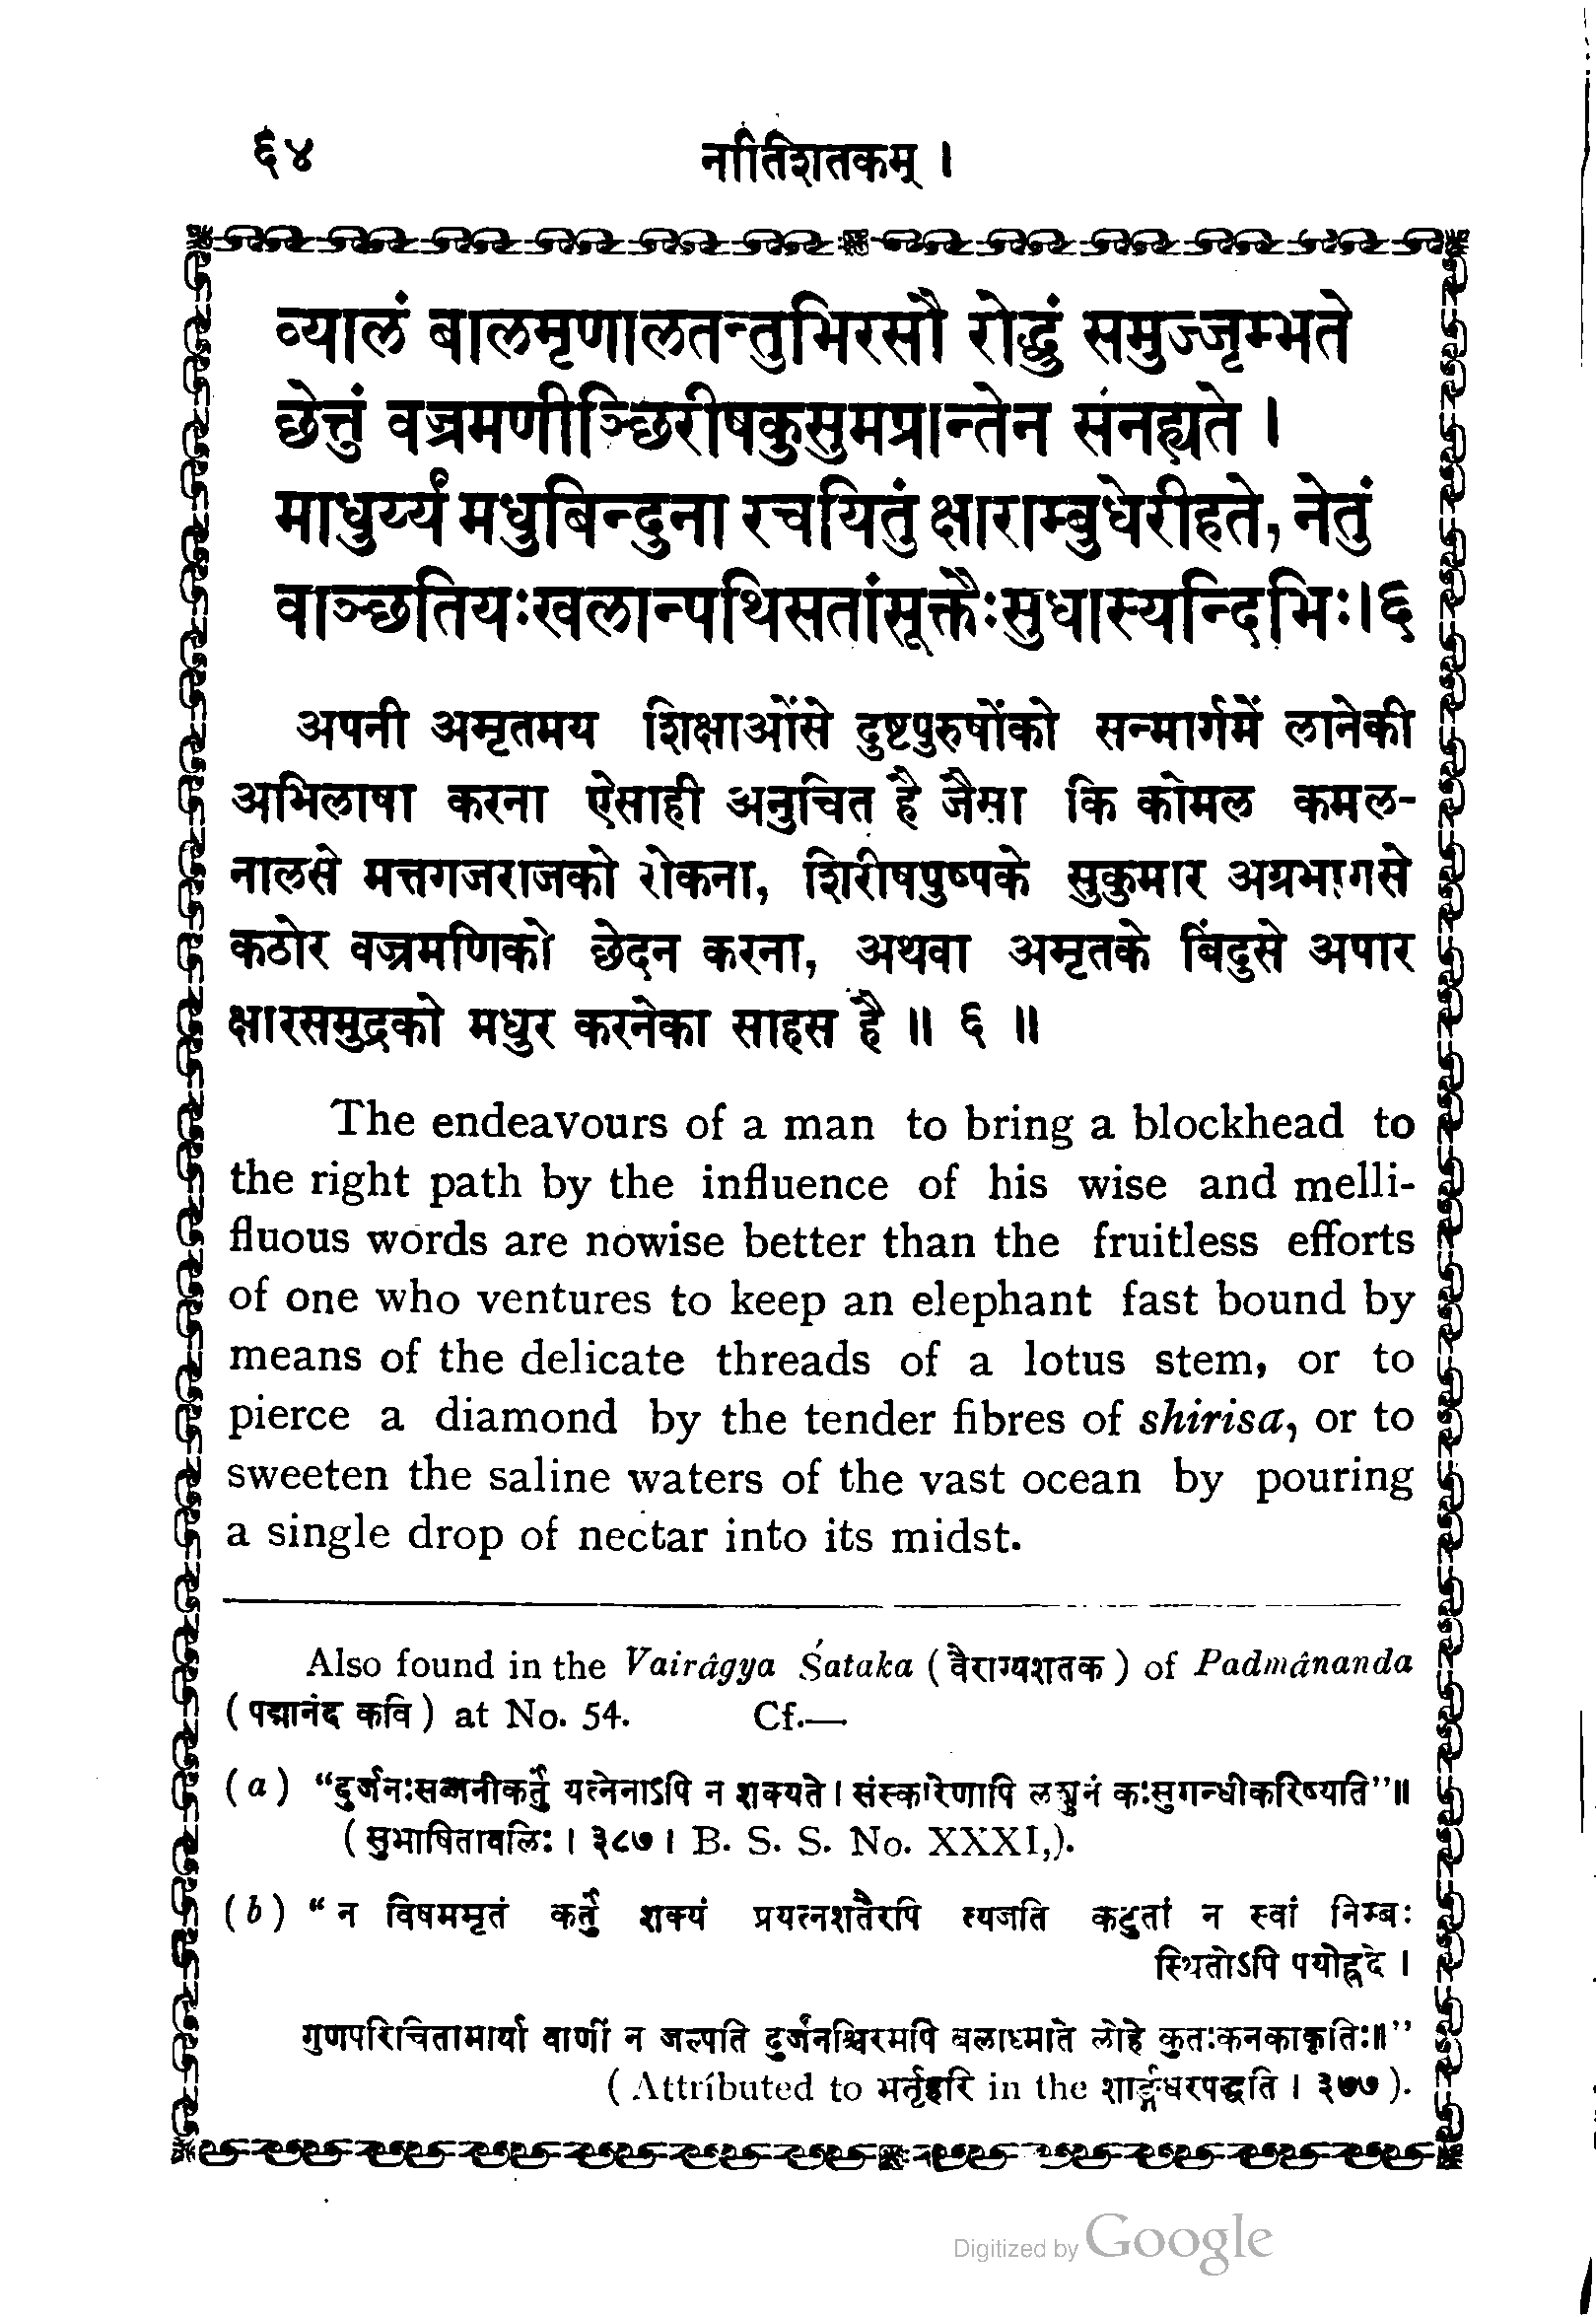 ६४ नीतिशतकम् ।
व्यालं बालमृणालतन्तुभिरसौ रोद्धुं समुज्जृम्भते
छेत्तुं वज्रमणीञ्छिरीषकुसुमप्रान्तेन संनह्यते ।
माधुर्य्यं मधुबिन्दुना रचयितुं क्षाराम्बुधेरीहते, नेतुं
वाञ्छतियःखलान्पथिसतांसूक्तैःसुधास्यन्दिभिः।६
अपनी अमृतमय शिक्षाओंसे दुष्टपुरुषोंको सन्मार्गमें लानेकी
अभिलाषा करना ऐसाही अनुचित है जैसा कि कोमल कमल-
नालसे मत्तगजराजको रोकना, शिरीषपुष्पके सुकुमार अग्रभागसे
कठोर वज्रमणिको छेदन करना, अथवा अमृतके बिंदुसे अपार
क्षारसमुद्रको मधुर करनेका साहस है ॥ ६ ॥
The endeavours of a man to bring a blockhead to
the right path by the influence of his wise and melli-
fluous words are nowise better than the fruitless efforts
of one who ventures to keep an elephant fast bound by
means of the delicate threads of a lotus stem, or to
pierce a diamond by the tender fibres of shirisa, or to
sweeten the saline waters of the vast ocean by pouring
a single drop of nectar into its midst.
Also found in the Vairâgya Śataka ( वैराग्यशतक ) of Padmânanda
( पद्मानंद कवि ) at No. 54. Cf.—
(a) “दुर्जनःसज्जनीकर्तुं यत्नेनाऽपि न शक्यते । संस्कारेणापि लशुनं कःसुगन्धीकरिष्यति”॥
( सुभाषितावलिः । ३८७ । B. S. S. No. XXXI,).
(b) “ न विषममृतं कर्तुं शक्यं प्रयत्नशतैरपि त्यजति कटुतां न स्वां निम्बः
स्थितोऽपि पयोह्रदे ।
गुणपरिचितामार्यां वाणीं न जल्पति दुर्जनश्चिरमपि बलाध्माते लोहे कुतःकनकाकृतिः॥”
( Attributed to भर्तृहरि in the शार्ङ्गधरपद्धति । ३७७ ).
Digitized by Google